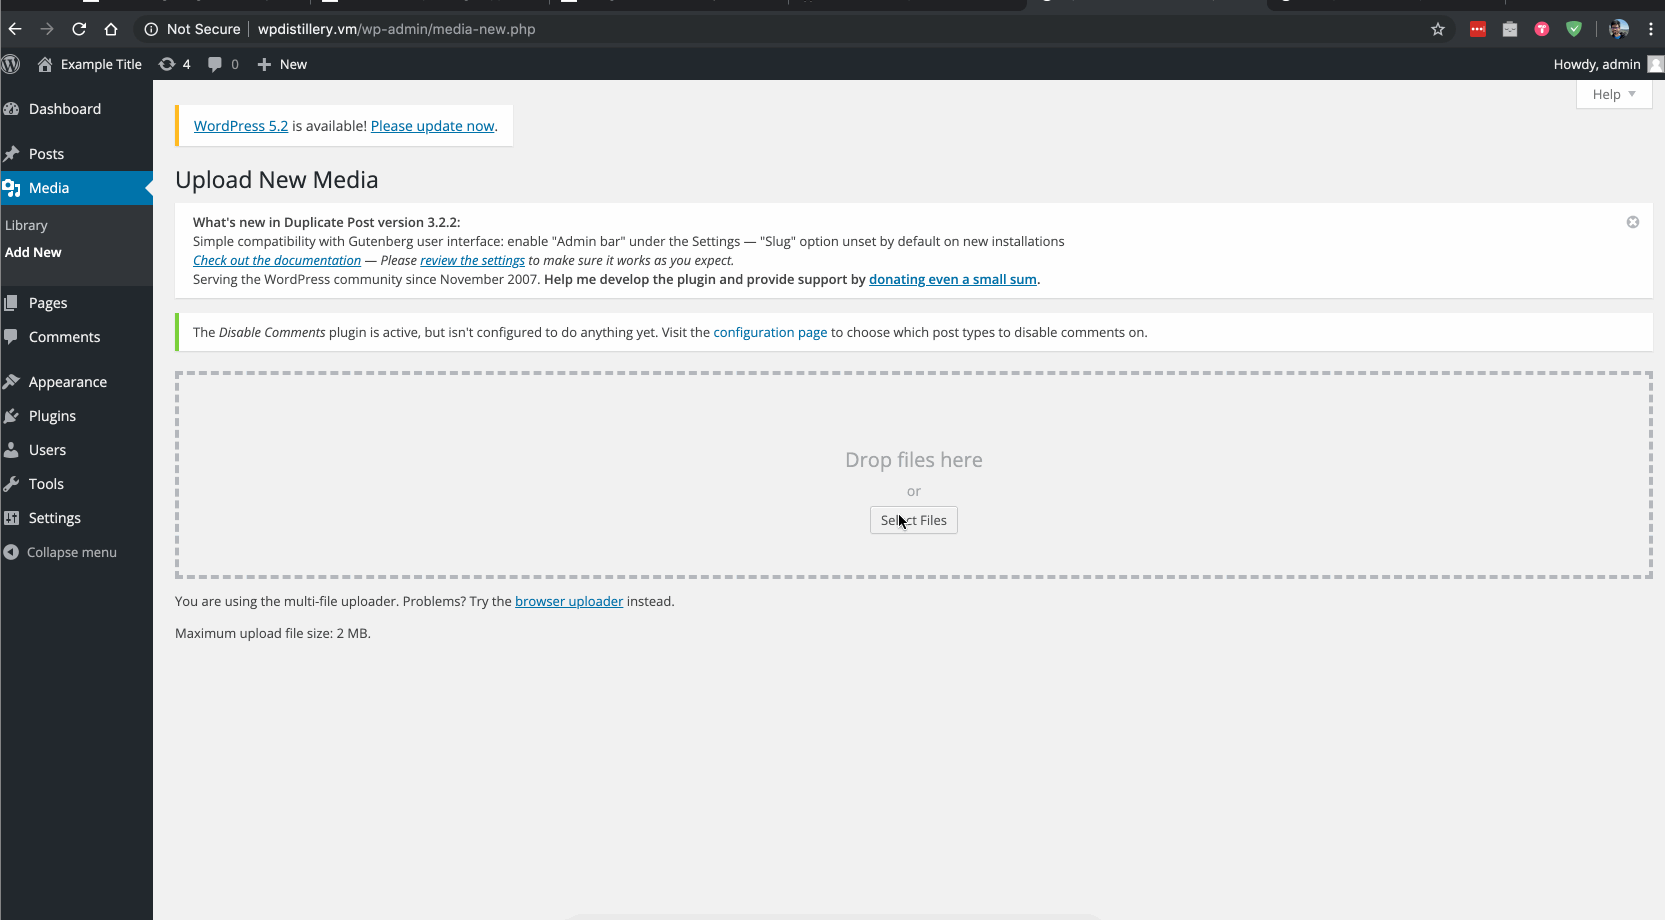 Not Secure wpdistillery.vm/wp-admin/media-new.php
Example Title 4 0 New Howdy, admin
Help
Dashboard
Posts
Media
Library
Add New
Pages
Comments
Appearance
Plugins
Users
Tools
Settings
Collapse menu
WordPress 5.2 is available! Please update now.
Upload New Media
What's new in Duplicate Post version 3.2.2:
Simple compatibility with Gutenberg user interface: enable "Admin bar" under the Settings — "Slug" option unset by default on new installations
Check out the documentation — Please review the settings to make sure it works as you expect.
Serving the WordPress community since November 2007. Help me develop the plugin and provide support by donating even a small sum.
The Disable Comments plugin is active, but isn't configured to do anything yet. Visit the configuration page to choose which post types to disable comments on.
Drop files here
or
Select Files
You are using the multi-file uploader. Problems? Try the browser uploader instead.
Maximum upload file size: 2 MB.